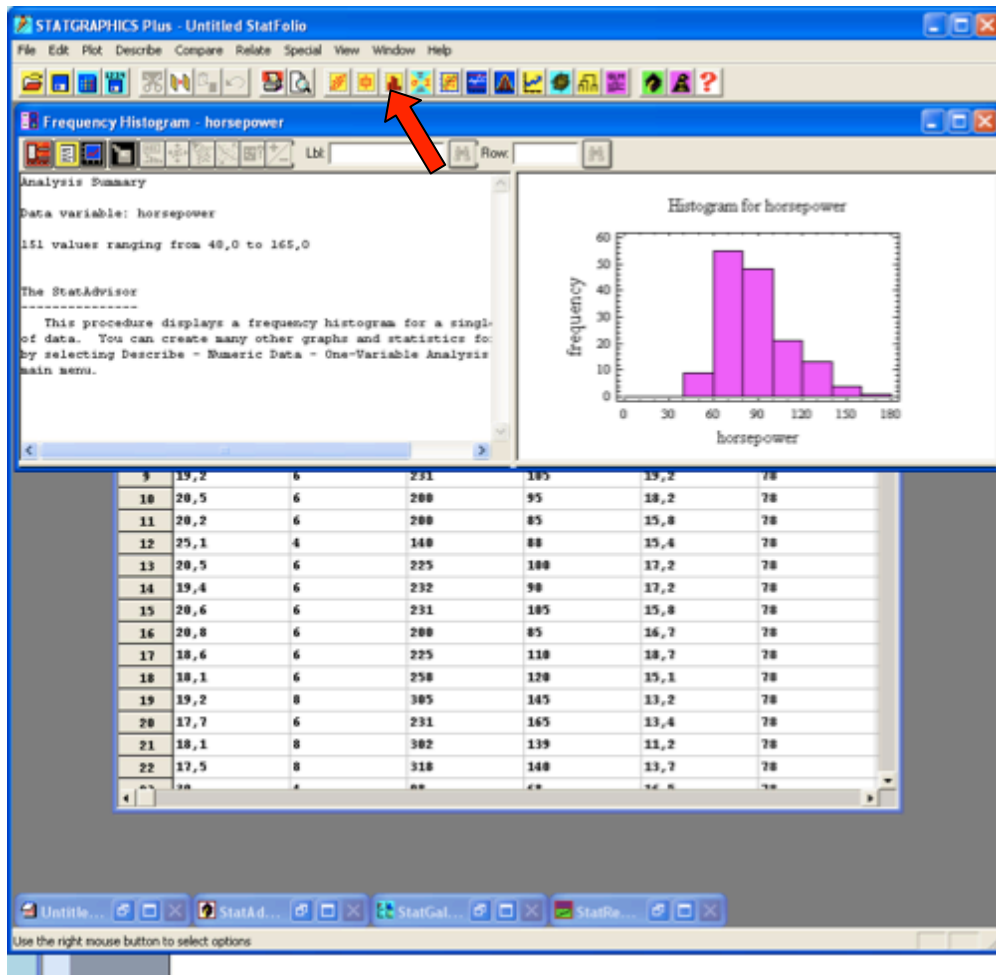 STATGRAPHICS Plus - Untitled StatFolio
File Edit Plot Describe Compare Relate Special View Window Help
Frequency Histogram - horsepower
Lbl: Row:
Analysis Summary
Data variable: horsepower
151 values ranging from 48,0 to 165,0
The StatAdvisor
---------------
This procedure displays a frequency histogram for a singl
of data. You can create many other graphs and statistics fo
by selecting Describe - Numeric Data - One-Variable Analysis
main menu.
Histogram for horsepower
60
50
40
30
20
10
0
frequency
0 30 60 90 120 150 180
horsepower
9 19,2 6 231 105 19,2 78
10 20,5 6 200 95 18,2 78
11 20,2 6 200 85 15,8 78
12 25,1 4 140 88 15,4 78
13 20,5 6 225 100 17,2 78
14 19,4 6 232 90 17,2 78
15 20,6 6 231 105 15,8 78
16 20,8 6 200 85 16,7 78
17 18,6 6 225 110 18,7 78
18 18,1 6 258 120 15,1 78
19 19,2 8 305 145 13,2 78
20 17,7 6 231 165 13,4 78
21 18,1 8 302 139 11,2 78
22 17,5 8 318 140 13,7 78
Untitle... StatAd... StatGal... StatRe...
Use the right mouse button to select options